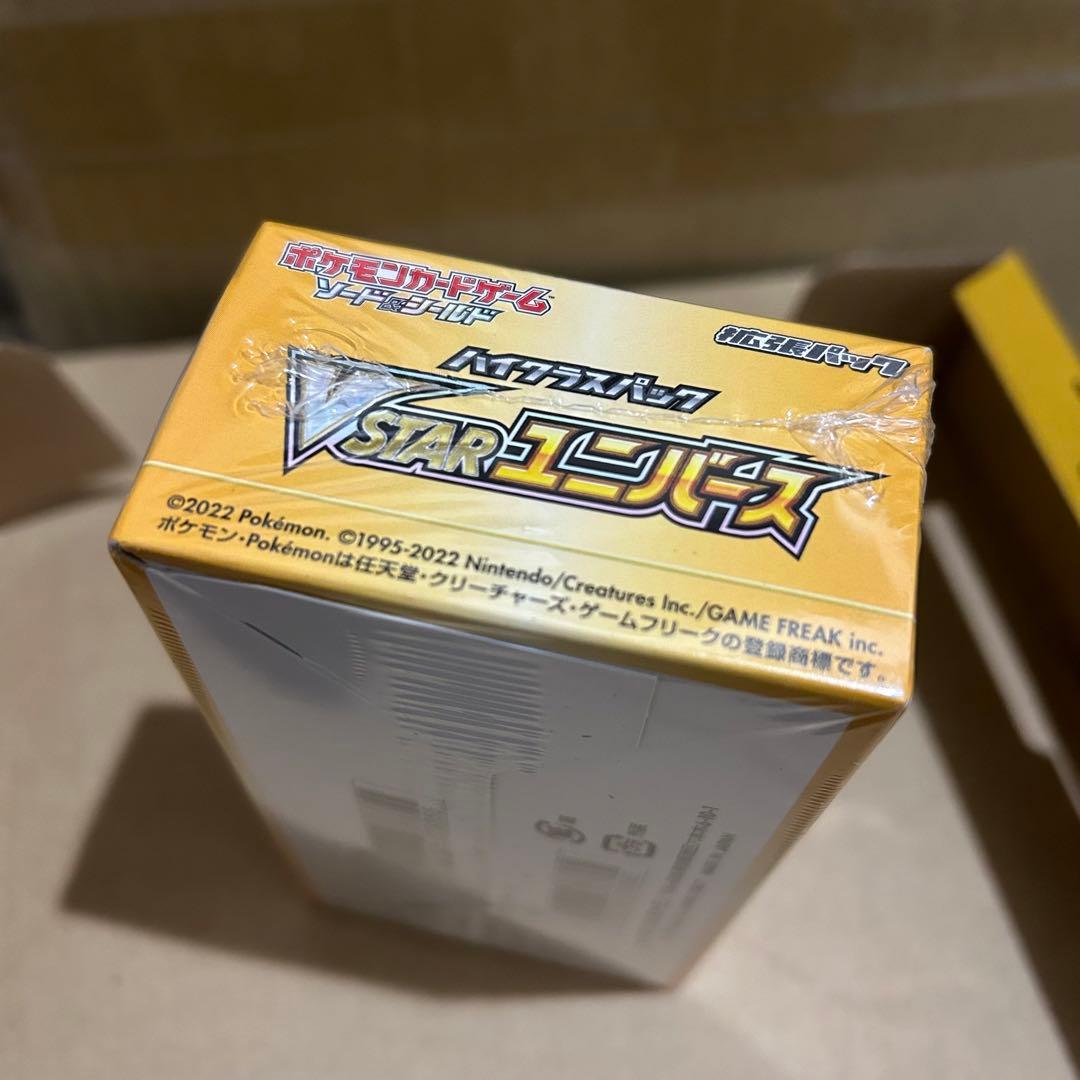 ポケモンカードゲーム
ソード&シールド
拡張パック
ハイクラスパック
VSTARユニバース
©2022 Pokémon. ©1995-2022 Nintendo/Creatures Inc./GAME FREAK inc.
ポケモン・Pokémonは任天堂・クリーチャーズ・ゲームフリークの登録商標です。